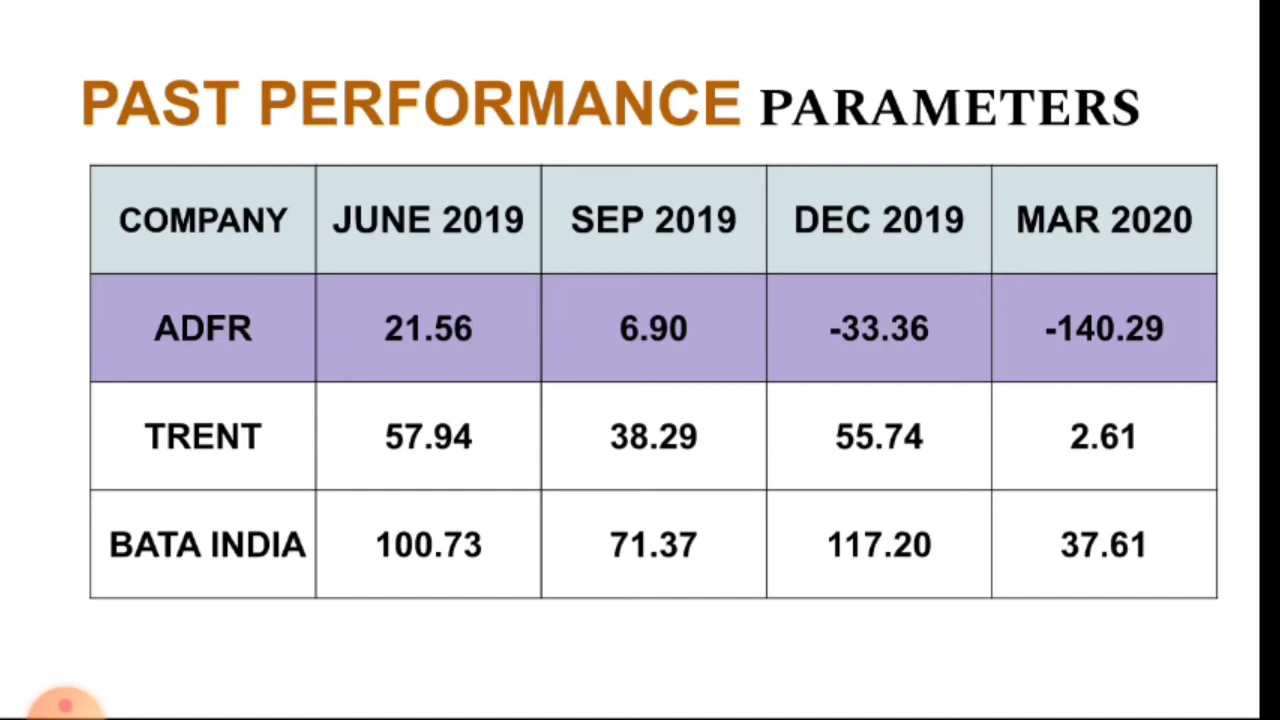 PAST PERFORMANCE PARAMETERS
COMPANY JUNE 2019 SEP 2019 DEC 2019 MAR 2020
ADFR 21.56 6.90 -33.36 -140.29
TRENT 57.94 38.29 55.74 2.61
BATA INDIA 100.73 71.37 117.20 37.61